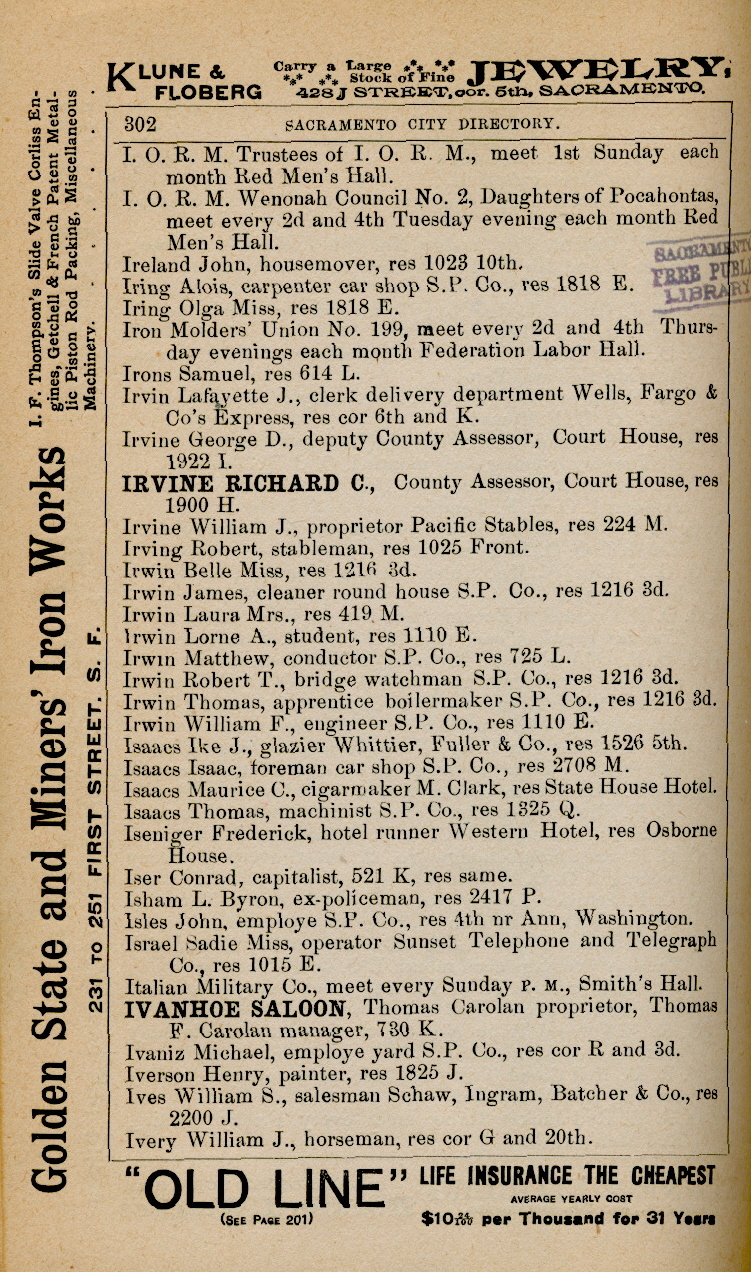 KLUNE & FLOBERG Carry a Large Stock of Fine JEWELRY,
428 J STREET, cor. 5th, SACRAMENTO.
302 SACRAMENTO CITY DIRECTORY.
I. O. R. M. Trustees of I. O. R. M., meet 1st Sunday each
month Red Men's Hall.
I. O. R. M. Wenonah Council No. 2, Daughters of Pocahontas,
meet every 2d and 4th Tuesday evening each month Red
Men's Hall.
Ireland John, housemover, res 1023 10th.
Iring Alois, carpenter car shop S.P. Co., res 1818 E.
Iring Olga Miss, res 1818 E.
Iron Molders' Union No. 199, meet every 2d and 4th Thurs-
day evenings each month Federation Labor Hall.
Irons Samuel, res 614 L.
Irvin Lafayette J., clerk delivery department Wells, Fargo &
Co's Express, res cor 6th and K.
Irvine George D., deputy County Assessor, Court House, res
1922 I.
IRVINE RICHARD C., County Assessor, Court House, res
1900 H.
Irvine William J., proprietor Pacific Stables, res 224 M.
Irving Robert, stableman, res 1025 Front.
Irwin Belle Miss, res 1216 3d.
Irwin James, cleaner round house S.P. Co., res 1216 3d.
Irwin Laura Mrs., res 419 M.
Irwin Lorne A., student, res 1110 E.
Irwin Matthew, conductor S.P. Co., res 725 L.
Irwin Robert T., bridge watchman S.P. Co., res 1216 3d.
Irwin Thomas, apprentice boilermaker S.P. Co., res 1216 3d.
Irwin William F., engineer S.P. Co., res 1110 E.
Isaacs Ike J., glazier Whittier, Fuller & Co., res 1526 5th.
Isaacs Isaac, foreman car shop S.P. Co., res 2708 M.
Isaacs Maurice C., cigarmaker M. Clark, res State House Hotel.
Isaacs Thomas, machinist S.P. Co., res 1325 Q.
Iseniger Frederick, hotel runner Western Hotel, res Osborne
House.
Iser Conrad, capitalist, 521 K, res same.
Isham L. Byron, ex-policeman, res 2417 P.
Isles John, employe S.P. Co., res 4th nr Ann, Washington.
Israel Sadie Miss, operator Sunset Telephone and Telegraph
Co., res 1015 E.
Italian Military Co., meet every Sunday P. M., Smith's Hall.
IVANHOE SALOON, Thomas Carolan proprietor, Thomas
F. Carolan manager, 730 K.
Ivaniz Michael, employe yard S.P. Co., res cor R and 3d.
Iverson Henry, painter, res 1825 J.
Ives William S., salesman Schaw, Ingram, Batcher & Co., res
2200 J.
Ivery William J., horseman, res cor G and 20th.
"OLD LINE" LIFE INSURANCE THE CHEAPEST
AVERAGE YEARLY COST
(SEE PAGE 201) per Thousand for 31 Years
Golden State and Miners' Iron Works
231 TO 251 FIRST STREET. S. F.
I. F. Thompson's Slide Valve Corliss En-
gines, Getchell & French Patent Metal-
lic Piston Rod Packing, Miscellaneous
Machinery.
SACRAMENTO
FREE PUBL
LIBRARY